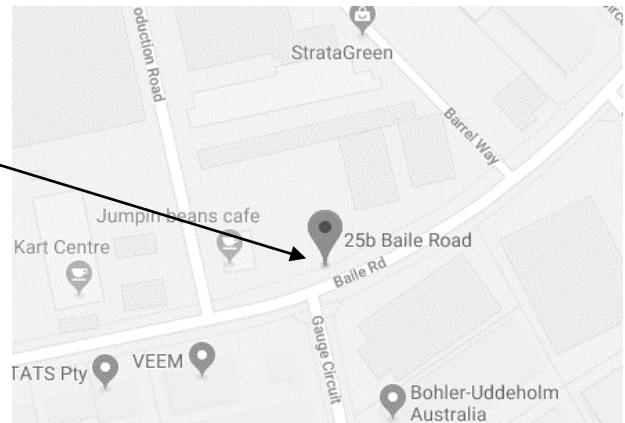 StrataGreen
oduction Road
Barrel Way
Jumpin beans cafe
Kart Centre
25b Baile Road
Baile Rd
Gauge Circuit
VEEM
TATS Pty
Bohler-Uddeholm
Australia